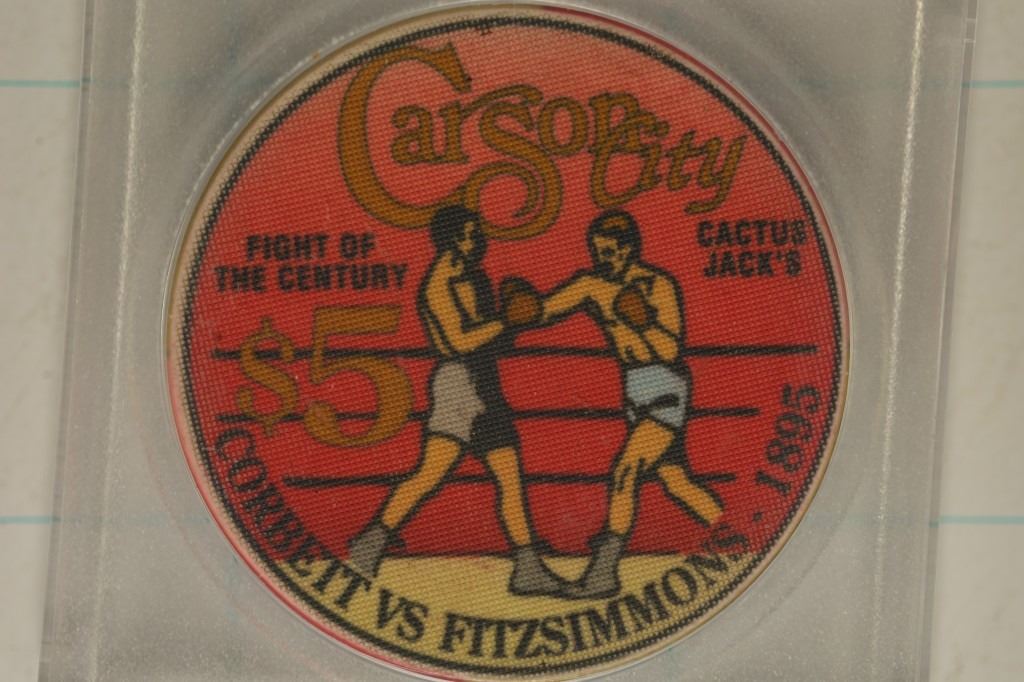 Carson City
FIGHT OF
THE CENTURY
CACTUS
JACK'S
$5
CORBETT VS FITZSIMMONS - 1895